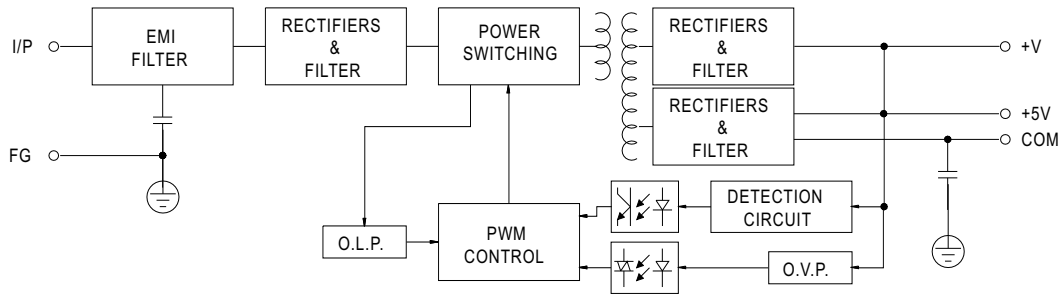 I/P
EMI
FILTER
RECTIFIERS
&
FILTER
POWER
SWITCHING
RECTIFIERS
&
FILTER
+V
RECTIFIERS
&
FILTER
+5V
COM
FG
O.L.P.
PWM
CONTROL
DETECTION
CIRCUIT
O.V.P.